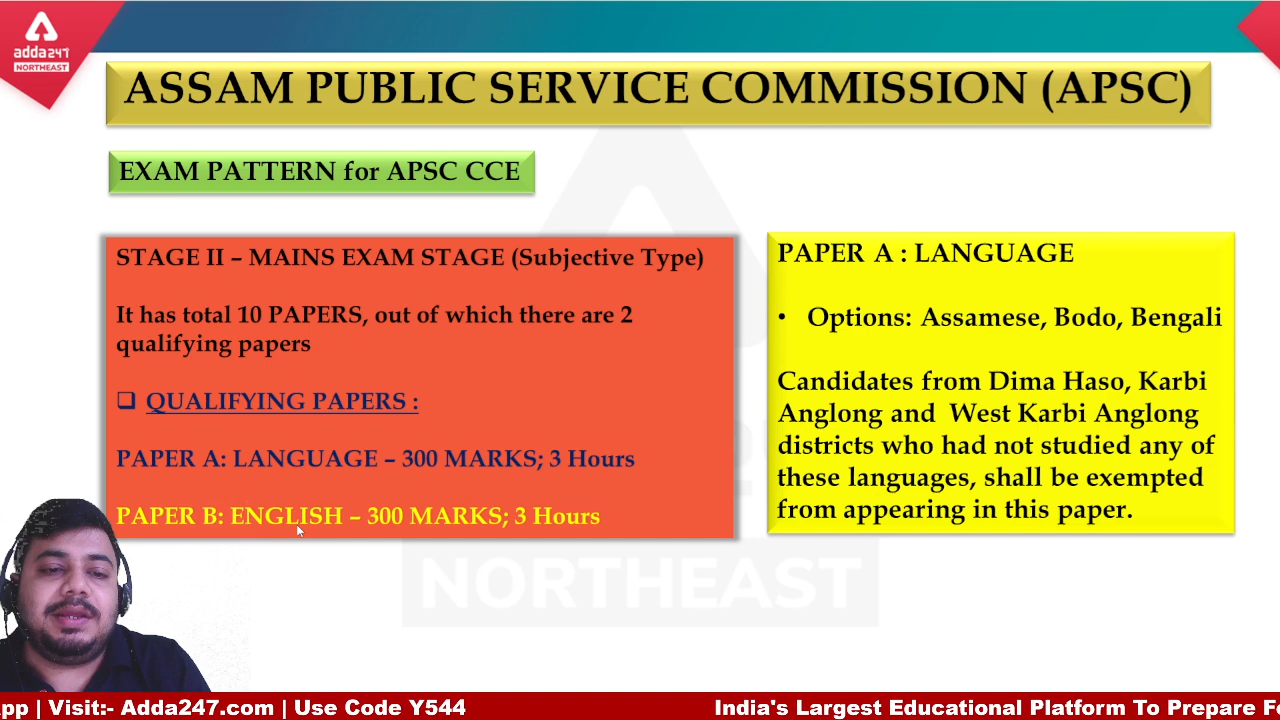 adda247
NORTHEAST
ASSAM PUBLIC SERVICE COMMISSION (APSC)
EXAM PATTERN for APSC CCE
STAGE II – MAINS EXAM STAGE (Subjective Type)
It has total 10 PAPERS, out of which there are 2
qualifying papers
❑ QUALIFYING PAPERS :
PAPER A: LANGUAGE – 300 MARKS; 3 Hours
PAPER B: ENGLISH – 300 MARKS; 3 Hours
PAPER A : LANGUAGE
• Options: Assamese, Bodo, Bengali
Candidates from Dima Haso, Karbi
Anglong and West Karbi Anglong
districts who had not studied any of
these languages, shall be exempted
from appearing in this paper.
NORTHEAST
pp | Visit:- Adda247.com | Use Code Y544
India's Largest Educational Platform To Prepare F